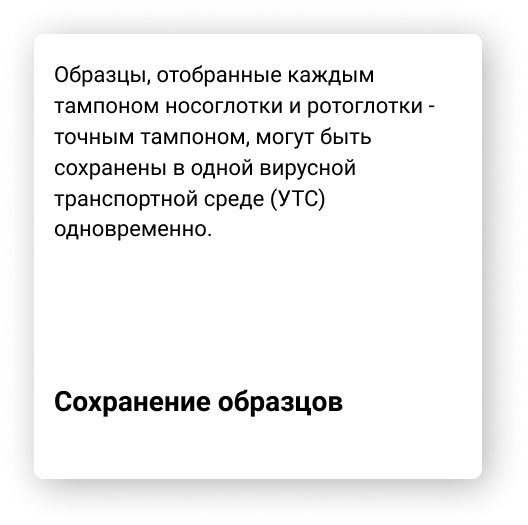 Образцы, отобранные каждым
тампоном носоглотки и ротоглотки -
точным тампоном, могут быть
сохранены в одной вирусной
транспортной среде (УТС)
одновременно.
Сохранение образцов